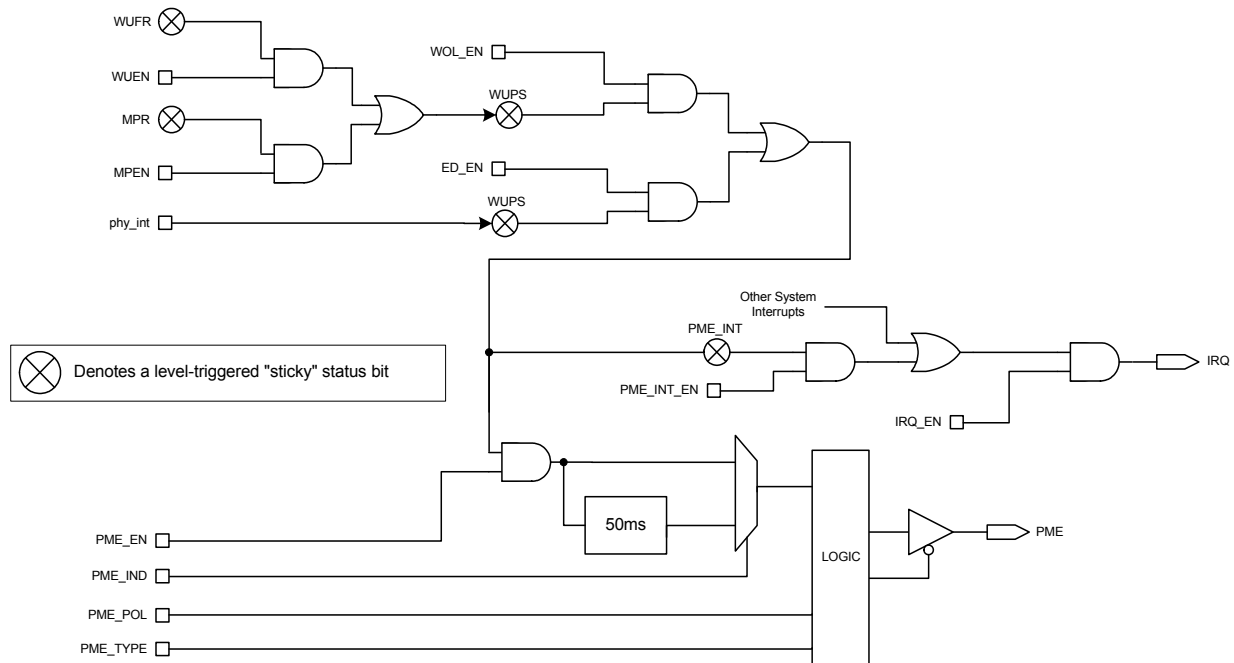 WUFR
WUEN
MPR
MPEN
phy_int
WOL_EN
WUPS
ED_EN
WUPS
Other System
Interrupts
PME_INT
PME_INT_EN
IRQ_EN
IRQ
Denotes a level-triggered "sticky" status bit
50ms
LOGIC
PME
PME_EN
PME_IND
PME_POL
PME_TYPE